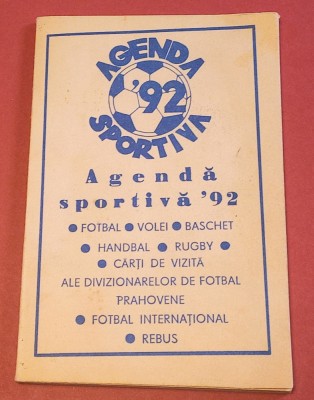 AGENDA
'92
SPORTIVA
Agendă
sportivă '92
● FOTBAL ● VOLEI ● BASCHET
● HANDBAL ● RUGBY ●
● CĂRȚI DE VIZITĂ
ALE DIVIZIONARELOR DE FOTBAL
PRAHOVENE
● FOTBAL INTERNAȚIONAL
● REBUS